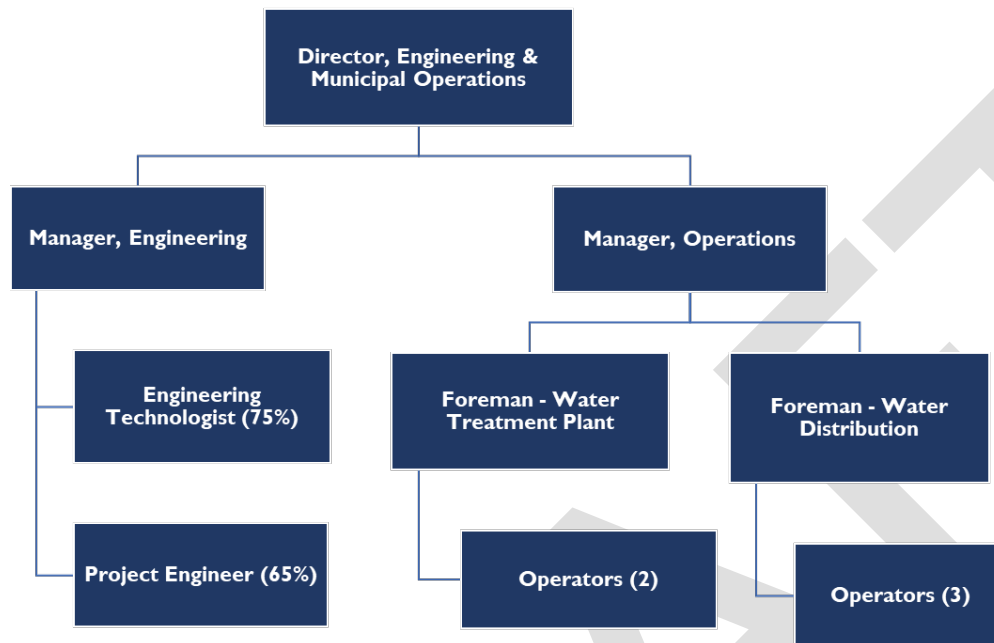 Director, Engineering &
Municipal Operations
Manager, Engineering
Manager, Operations
Engineering
Technologist (75%)
Foreman - Water
Treatment Plant
Foreman - Water
Distribution
Project Engineer (65%)
Operators (2)
Operators (3)